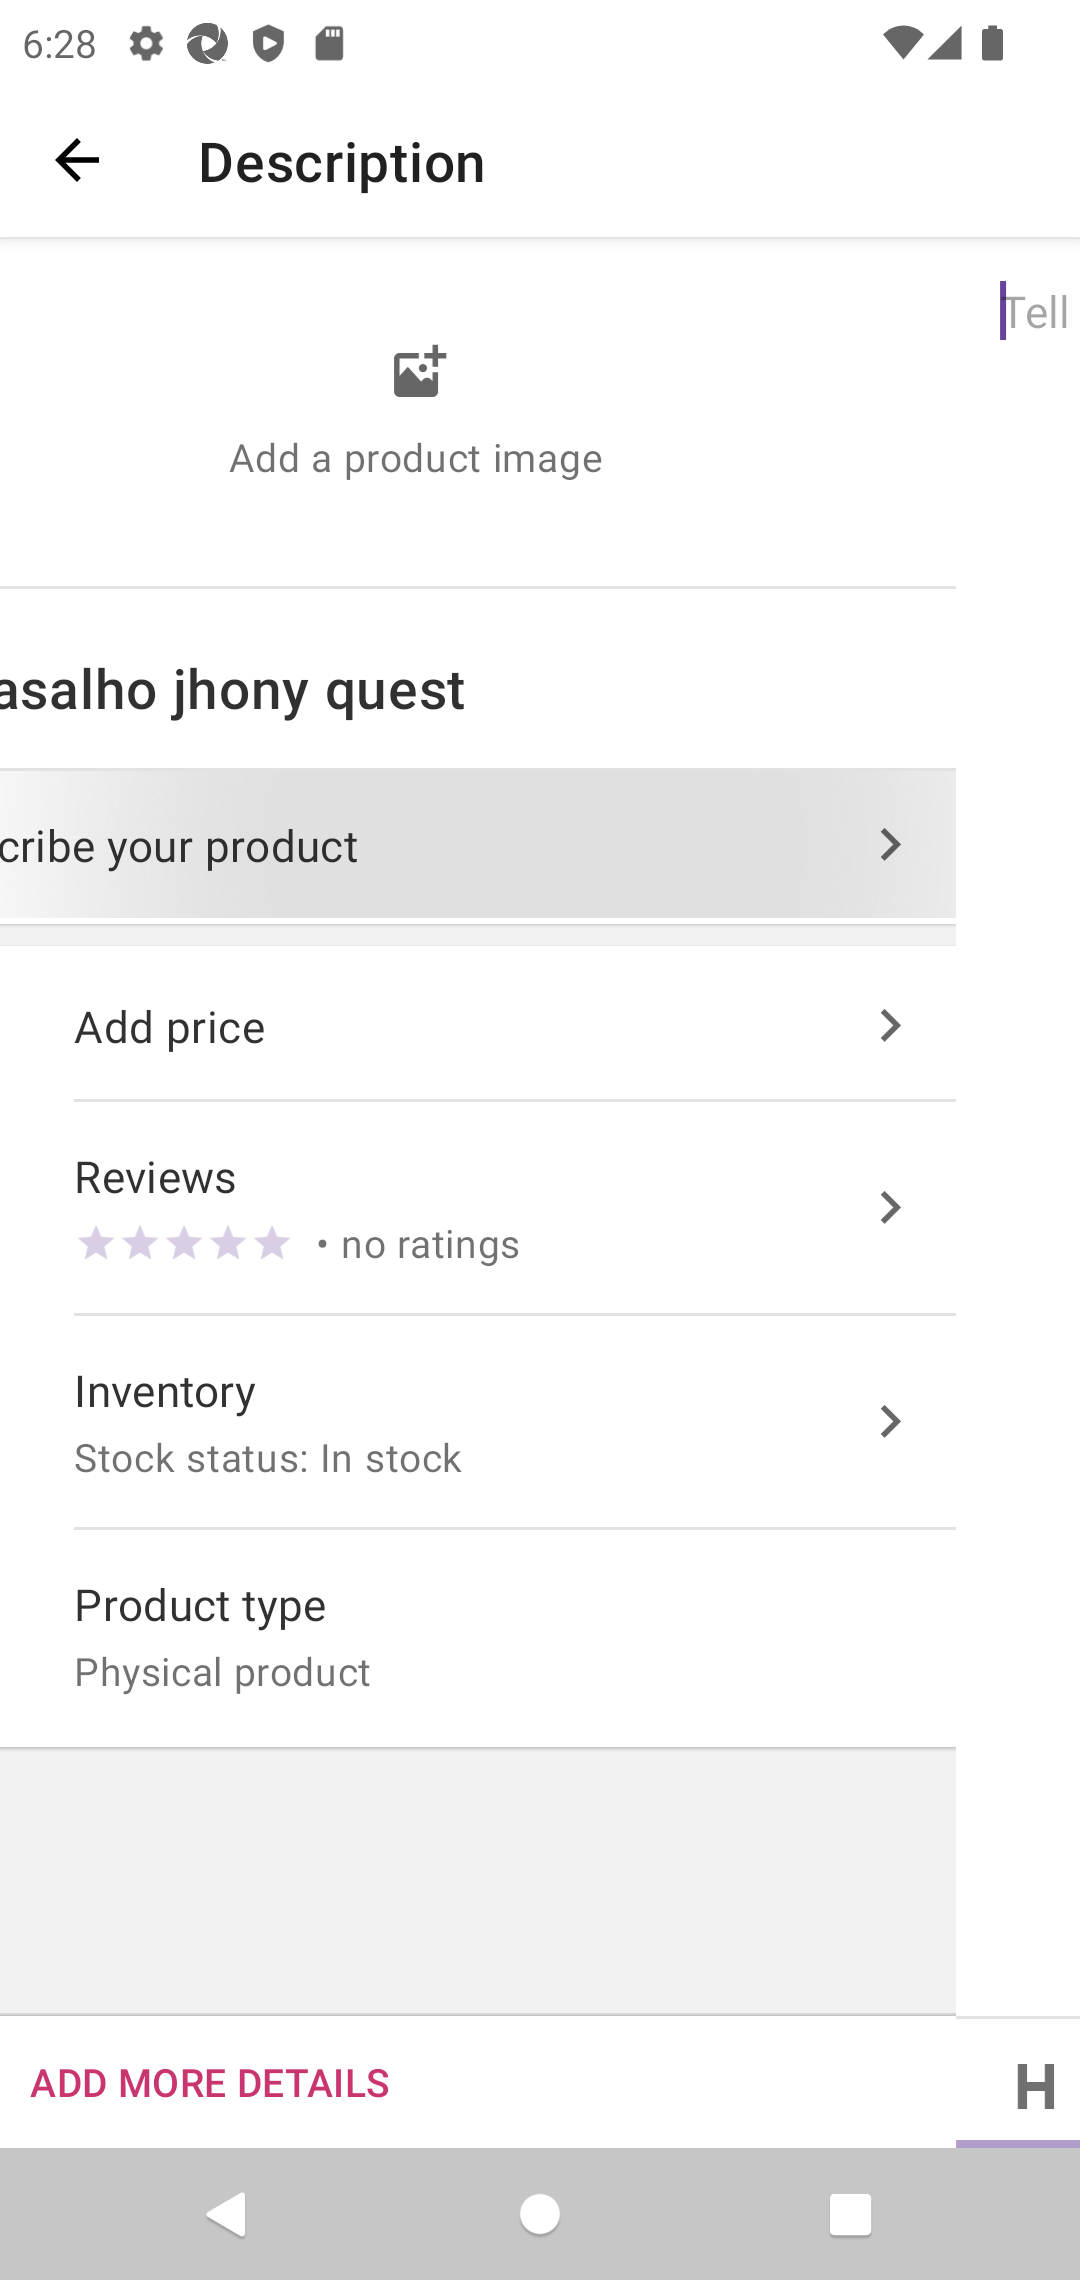 6:28
Description
Tell
Add a product image
asalho jhony quest
cribe your product
Add price
Reviews
• no ratings
Inventory
Stock status: In stock
Product type
Physical product
ADD MORE DETAILS
H